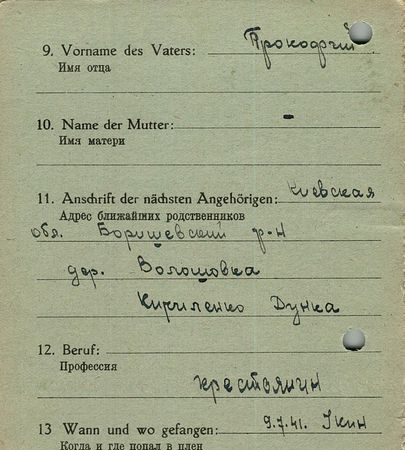 9. Vorname des Vaters: Прокофий
Имя отца
10. Name der Mutter: -
Имя матери
11. Anschrift der nächsten Angehörigen: Киевская
Адрес ближайших родственников
обл. Боришевский р-н
дер. Волошовка
Кириленко Дунка
12. Beruf:
Профессия
крестоянин
13 Wann und wo gefangen: 9.7.41.
Когда и где попал в плен